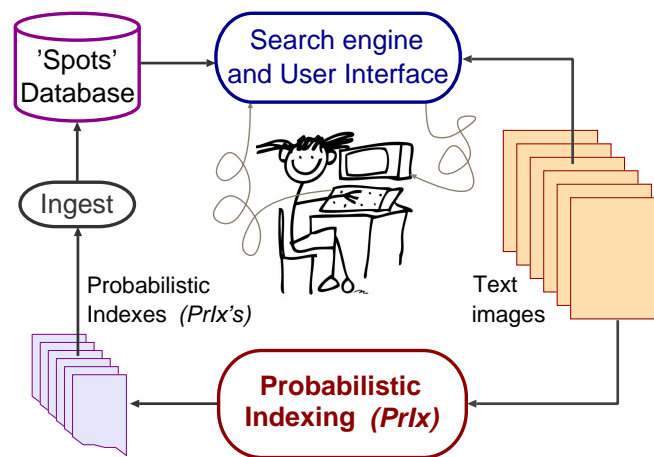 'Spots'
Database
Search engine
and User Interface
Ingest
Probabilistic
Indexes (PrIx's)
Text
images
Probabilistic
Indexing (PrIx)